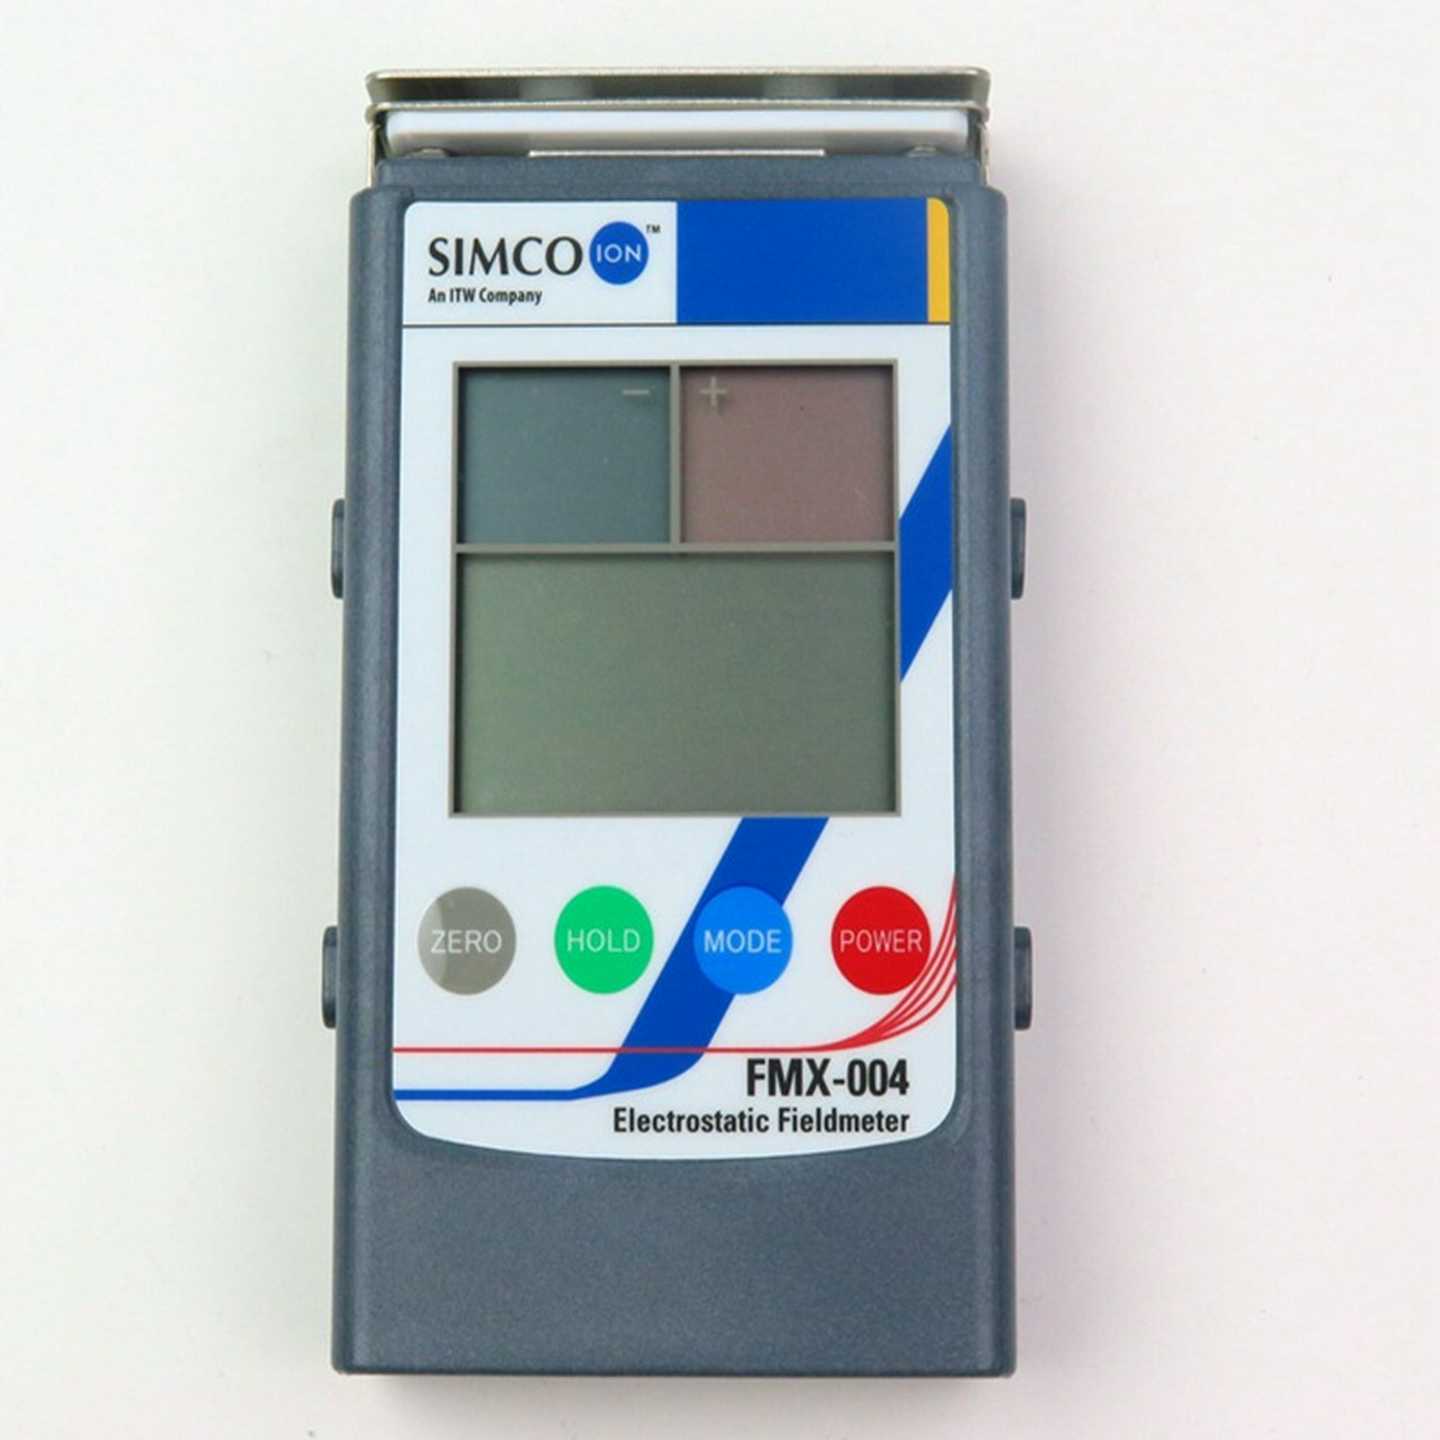 SIMCO ION™
An ITW Company
− +
ZERO HOLD MODE POWER
FMX-004
Electrostatic Fieldmeter